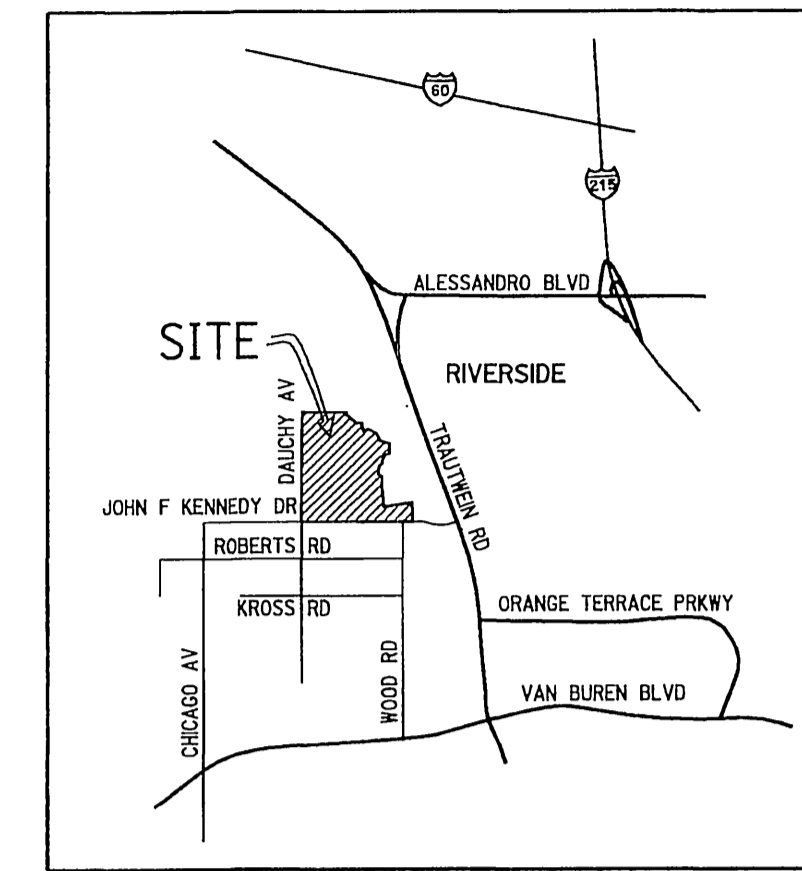 60
215
ALESSANDRO BLVD
SITE
RIVERSIDE
DAUCHY AV
TRAUTWEIN RD
JOHN F KENNEDY DR
ROBERTS RD
KROSS RD
ORANGE TERRACE PRKWY
CHICAGO AV
WOOD RD
VAN BUREN BLVD